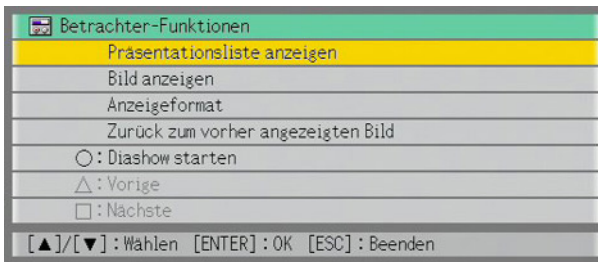 Betrachter-Funktionen
Präsentationsliste anzeigen
Bild anzeigen
Anzeigeformat
Zurück zum vorher angezeigten Bild
○:Diashow starten
△:Vorige
□:Nächste
[▲]/[▼]:Wählen [ENTER]:OK [ESC]:Beenden